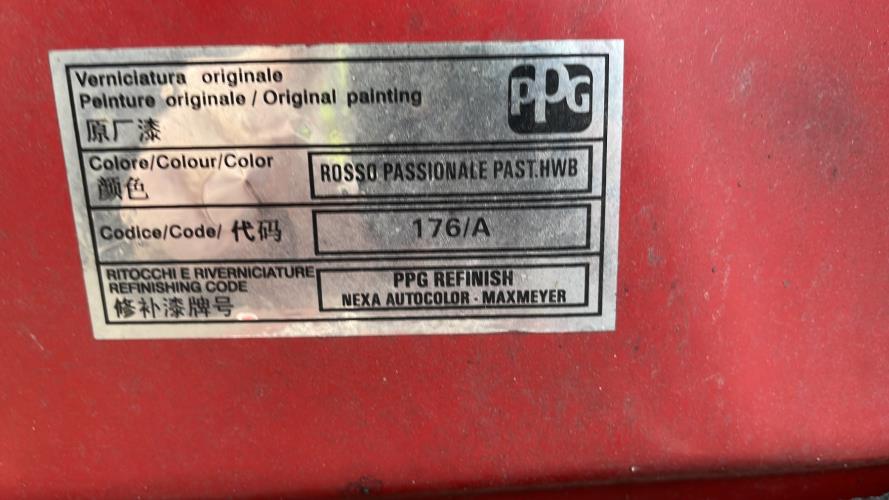 Verniciatura originale
Peinture originale / Original painting
原厂漆
PPG
Colore/Colour/Color
颜色
ROSSO PASSIONALE PAST.HWB
Codice/Code/ 代码
176/A
RITOCCHI E RIVERNICIATURE
REFINISHING CODE
修补漆牌号
PPG REFINISH
NEXA AUTOCOLOR - MAXMEYER